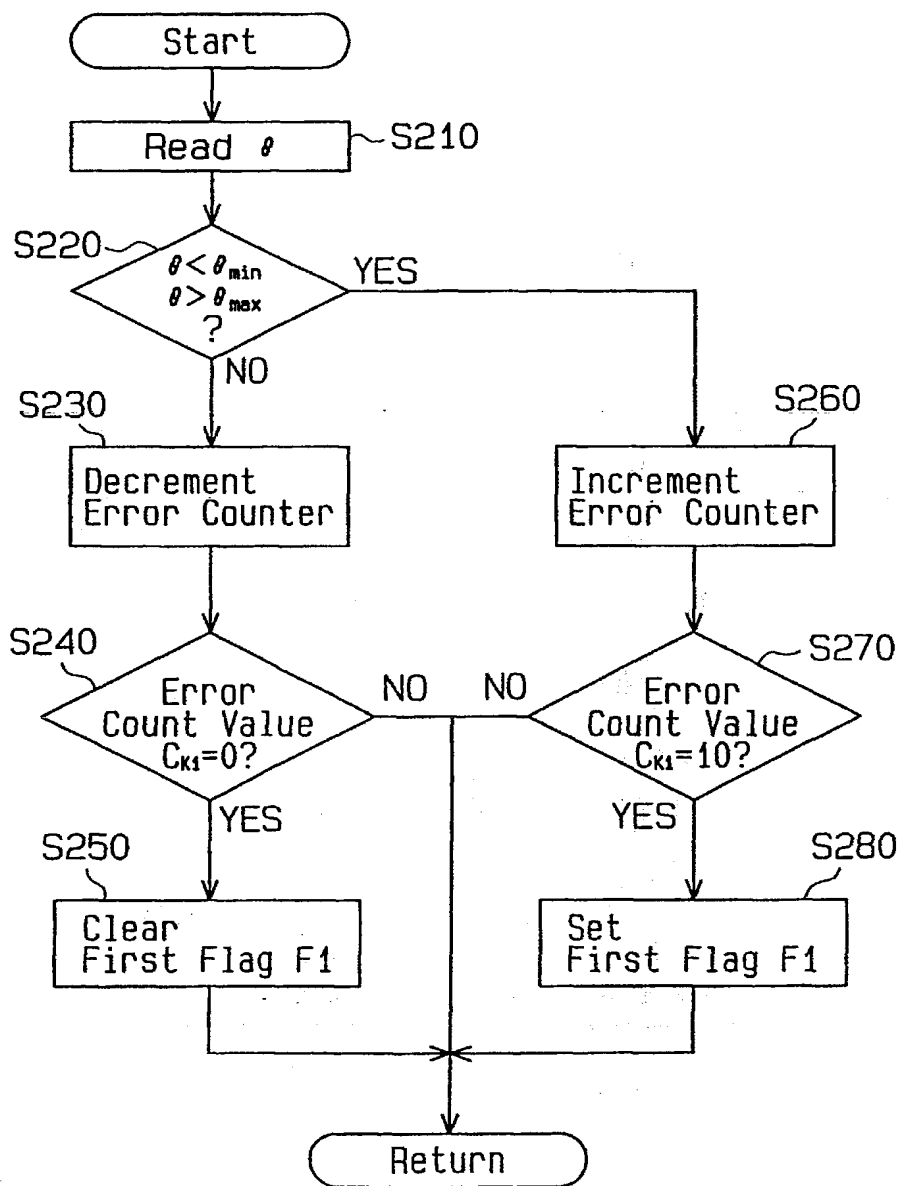 Start
Read θ
S210
S220
θ<θmin
θ>θmax
?
YES
NO
S230
Decrement
Error Counter
S260
Increment
Error Counter
S240
Error
Count Value
CK1=0?
NO
NO
S270
Error
Count Value
CK1=10?
YES
YES
S250
Clear
First Flag F1
S280
Set
First Flag F1
Return